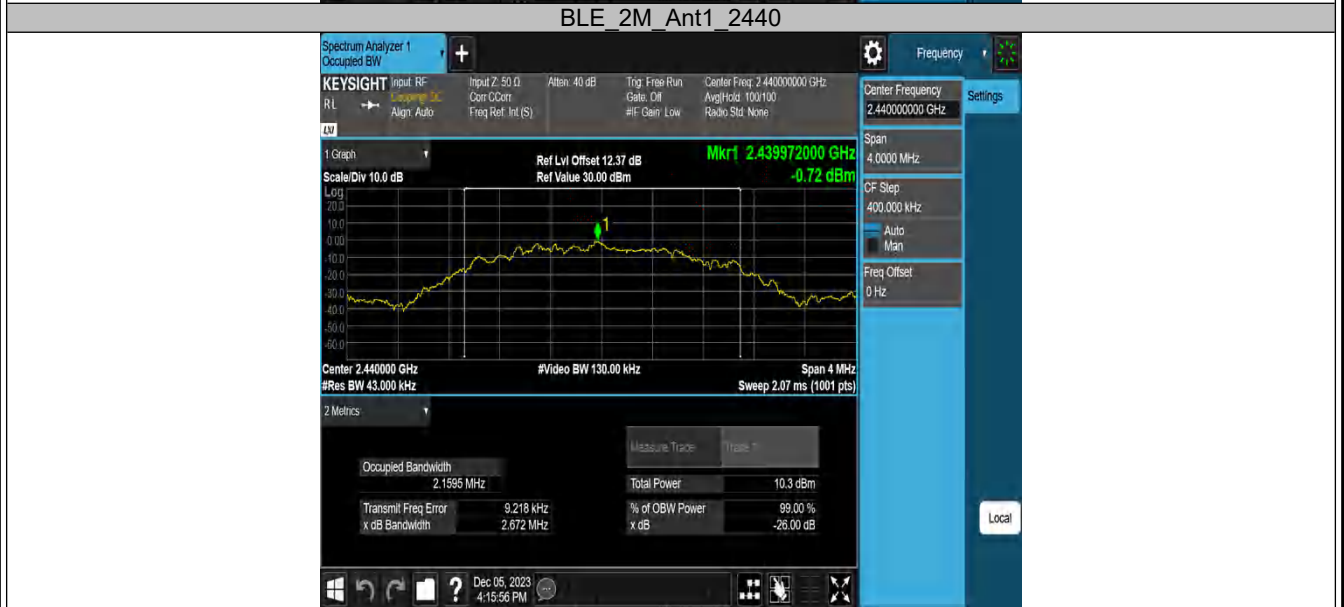 BLE_2M_Ant1_2440
Spectrum Analyzer 1
Occupied BW
+
Frequency
KEYSIGHT
Input: RF
Coupling: DC
Align: Auto
RL
LXI
Input Z: 50 Ω
Corr CCorr
Freq Ref: Int (S)
Atten: 40 dB
Trig: Free Run
Gate: Off
#IF Gain: Low
Center Freq: 2.440000000 GHz
Avg|Hold: 100/100
Radio Std: None
Center Frequency
2.440000000 GHz
Settings
Span
4.0000 MHz
CF Step
400.000 kHz
Auto
Man
Freq Offset
0 Hz
Local
1 Graph
Scale/Div 10.0 dB
Ref Lvl Offset 12.37 dB
Ref Value 30.00 dBm
Mkr1 2.439972000 GHz
-0.72 dBm
Log
20.0
10.0
0.00
-10.0
-20.0
-30.0
-40.0
-50.0
-60.0
1
Center 2.440000 GHz
#Video BW 130.00 kHz
Span 4 MHz
#Res BW 43.000 kHz
Sweep 2.07 ms (1001 pts)
2 Metrics
Measure Trace
Trace 1
Occupied Bandwidth
2.1595 MHz
Total Power
10.3 dBm
Transmit Freq Error
9.218 kHz
% of OBW Power
99.00 %
x dB Bandwidth
2.672 MHz
x dB
-26.00 dB
?
Dec 05, 2023
4:15:56 PM